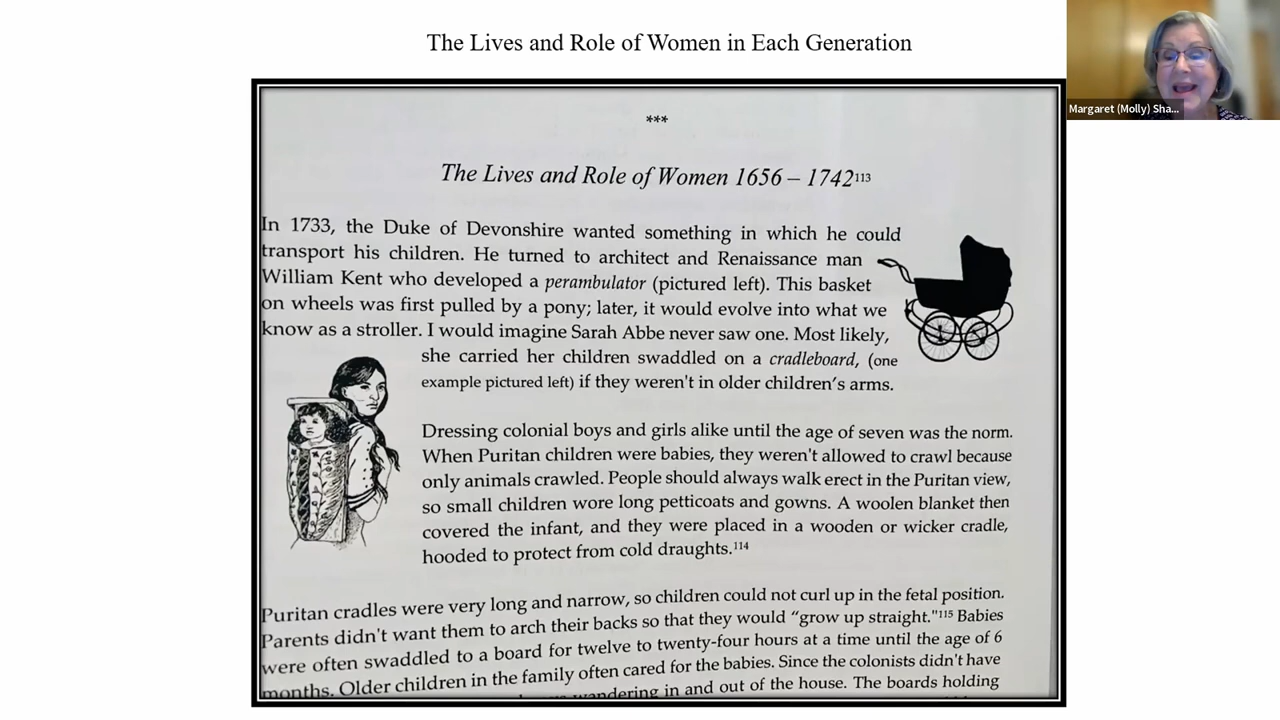 The Lives and Role of Women in Each Generation
Margaret (Molly) Sha...
***
The Lives and Role of Women 1656 – 1742113
In 1733, the Duke of Devonshire wanted something in which he could
transport his children. He turned to architect and Renaissance man
William Kent who developed a perambulator (pictured left). This basket
on wheels was first pulled by a pony; later, it would evolve into what we
know as a stroller. I would imagine Sarah Abbe never saw one. Most likely,
she carried her children swaddled on a cradleboard, (one
example pictured left) if they weren't in older children's arms.
Dressing colonial boys and girls alike until the age of seven was the norm.
When Puritan children were babies, they weren't allowed to crawl because
only animals crawled. People should always walk erect in the Puritan view,
so small children wore long petticoats and gowns. A woolen blanket then
covered the infant, and they were placed in a wooden or wicker cradle,
hooded to protect from cold draughts.114
Puritan cradles were very long and narrow, so children could not curl up in the fetal position.
Parents didn't want them to arch their backs so that they would "grow up straight."115 Babies
were often swaddled to a board for twelve to twenty-four hours at a time until the age of 6
months. Older children in the family often cared for the babies. Since the colonists didn't have
wandering in and out of the house. The boards holding